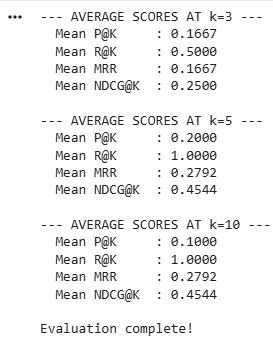 --- AVERAGE SCORES AT k=3 ---
Mean P@K : 0.1667
Mean R@K : 0.5000
Mean MRR : 0.1667
Mean NDCG@K : 0.2500
--- AVERAGE SCORES AT k=5 ---
Mean P@K : 0.2000
Mean R@K : 1.0000
Mean MRR : 0.2792
Mean NDCG@K : 0.4544
--- AVERAGE SCORES AT k=10 ---
Mean P@K : 0.1000
Mean R@K : 1.0000
Mean MRR : 0.2792
Mean NDCG@K : 0.4544
Evaluation complete!